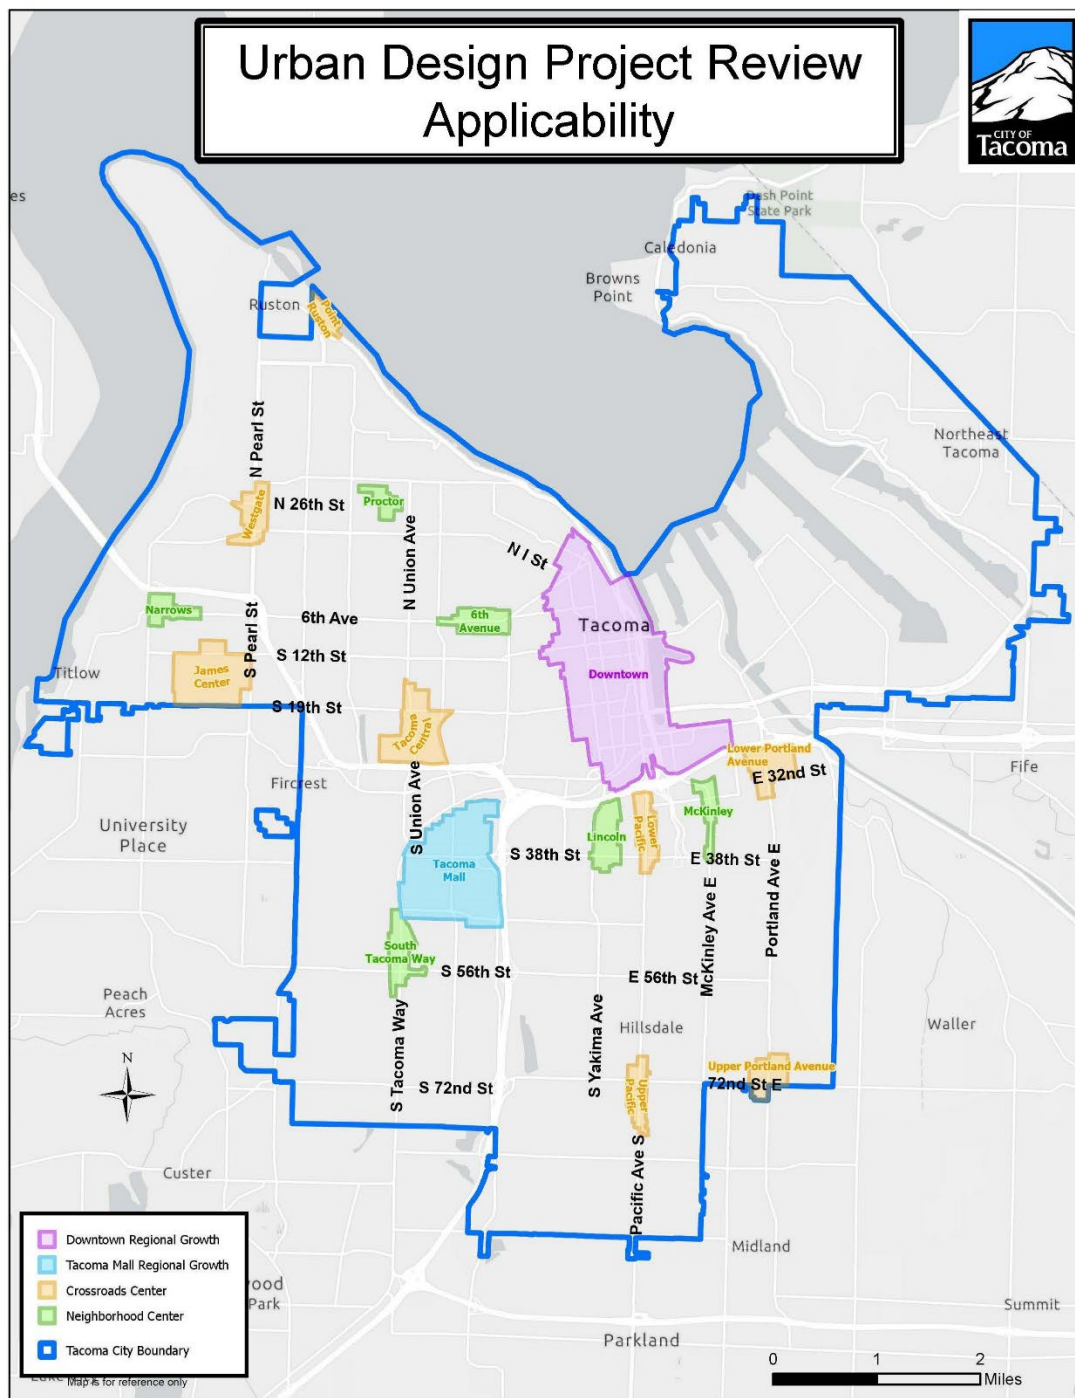 Urban Design Project Review
Applicability
CITY OF
Tacoma
es
Dash Point
State Park
Caledonia
Browns
Point
Ruston
Point
Ruston
N Pearl St
Northeast
Tacoma
Westgate
N 26th St
Proctor
N Union Ave
N I St
Narrows
6th Ave
6th
Avenue
Tacoma
S Pearl St
S 12th St
Titlow
James
Center
Downtown
S 19th St
Tacoma
Central
Lower Portland
Avenue
E 32nd St
Fife
Fircrest
S Union Ave
University
Place
McKinley
Lincoln
Lower
Pacific
S 38th St
E 38th St
Tacoma
Mall
Portland Ave E
McKinley Ave E
South
Tacoma Way
S 56th St
E 56th St
Peach
Acres
Hillsdale
Waller
N
S Tacoma Way
S Yakima Ave
Upper Portland Avenue
S 72nd St
72nd St E
Upper
Pacific
Pacific Ave S
Custer
Midland
Downtown Regional Growth
Tacoma Mall Regional Growth
Crossroads Center
Neighborhood Center
Tacoma City Boundary
Map is for reference only
wood
Park
Summit
Parkland
0 1 2
Miles